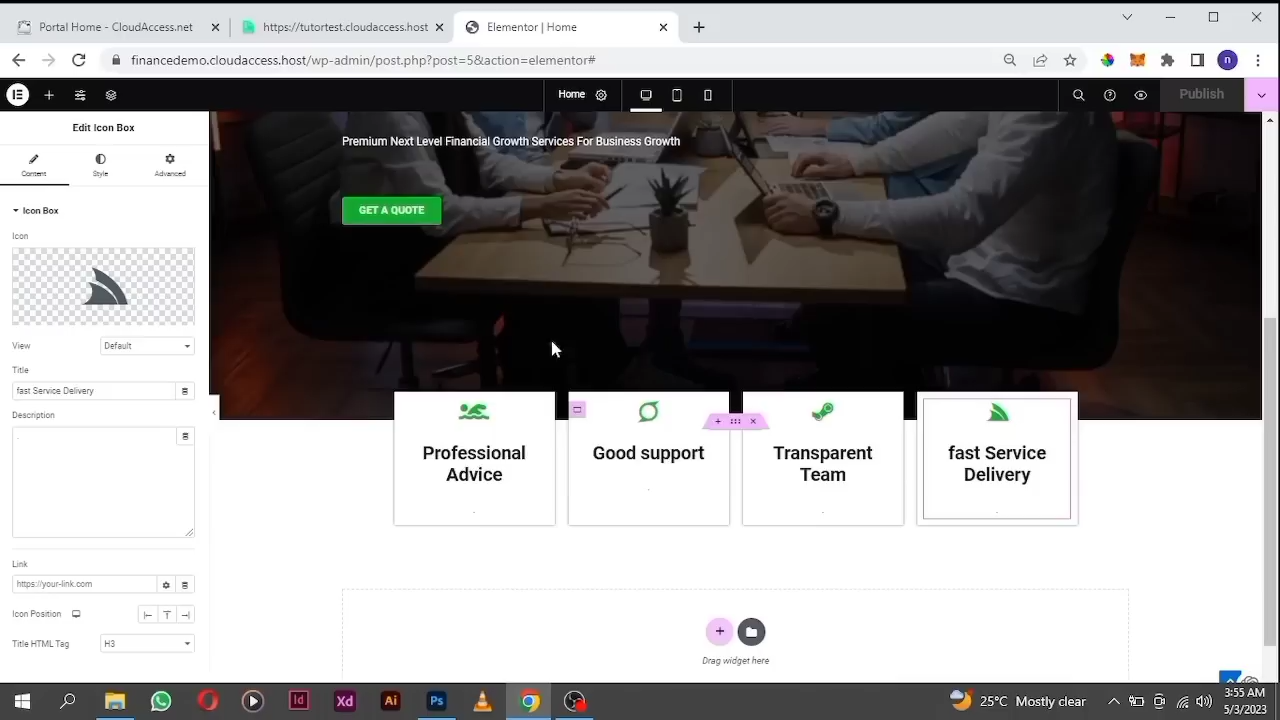 Portal Home - CloudAccess.net
https://tutortest.cloudaccess.host
Elementor | Home
financedemo.cloudaccess.host/wp-admin/post.php?post=5&action=elementor#
n
Home
Publish
Edit Icon Box
Content
Style
Advanced
Icon Box
Icon
View
Default
Title
fast Service Delivery
Description
.
Link
https://your-link.com
Icon Position
Title HTML Tag
H3
Premium Next Level Financial Growth Services For Business Growth
GET A QUOTE
Professional
Advice
.
Good support
.
Transparent
Team
.
fast Service
Delivery
.
Drag widget here
Id
Xd
Ai
Ps
25°C Mostly clear
3:55 AM
5/3/2023